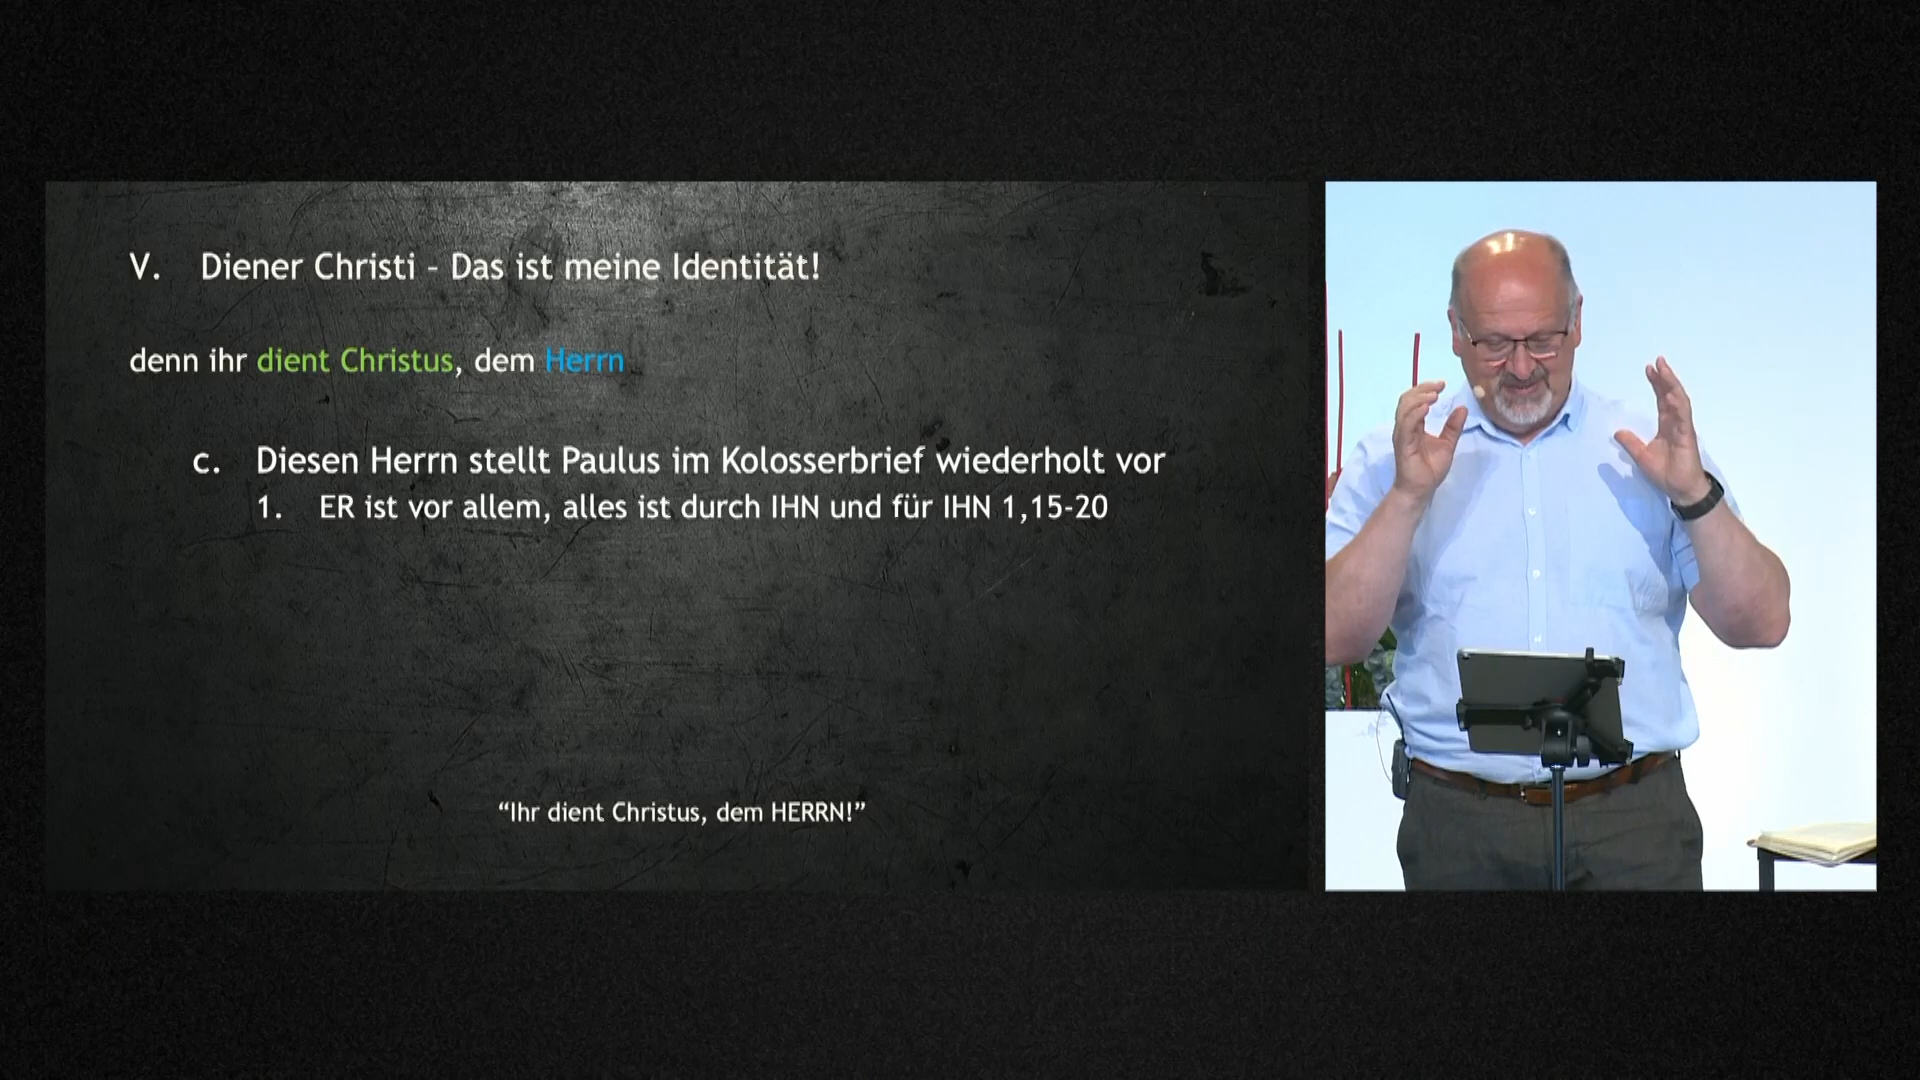 V. Diener Christi – Das ist meine Identität!
denn ihr dient Christus, dem Herrn
c. Diesen Herrn stellt Paulus im Kolosserbrief wiederholt vor
1. ER ist vor allem, alles ist durch IHN und für IHN 1,15-20
“Ihr dient Christus, dem HERRN!”